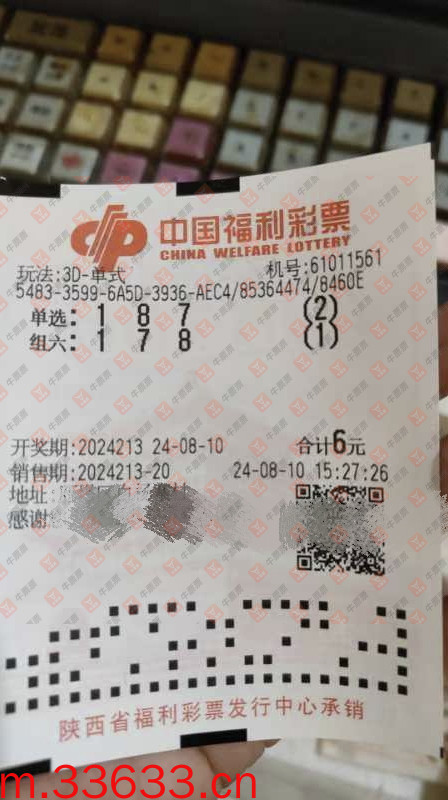 中国福利彩票
CHINA WELFARE LOTTERY
玩法:3D-单式 机号:61011561
5483-3599-6A5D-3936-AEC4/85364474/8460E
单选:1 8 7 (2)
组六:1 7 8 (1)
开奖期:2024213 24-08-10 合计6元
销售期:2024213-20 24-08-10 15:27:26
地址:
感谢
陕西省福利彩票发行中心承销
m.33633.cn